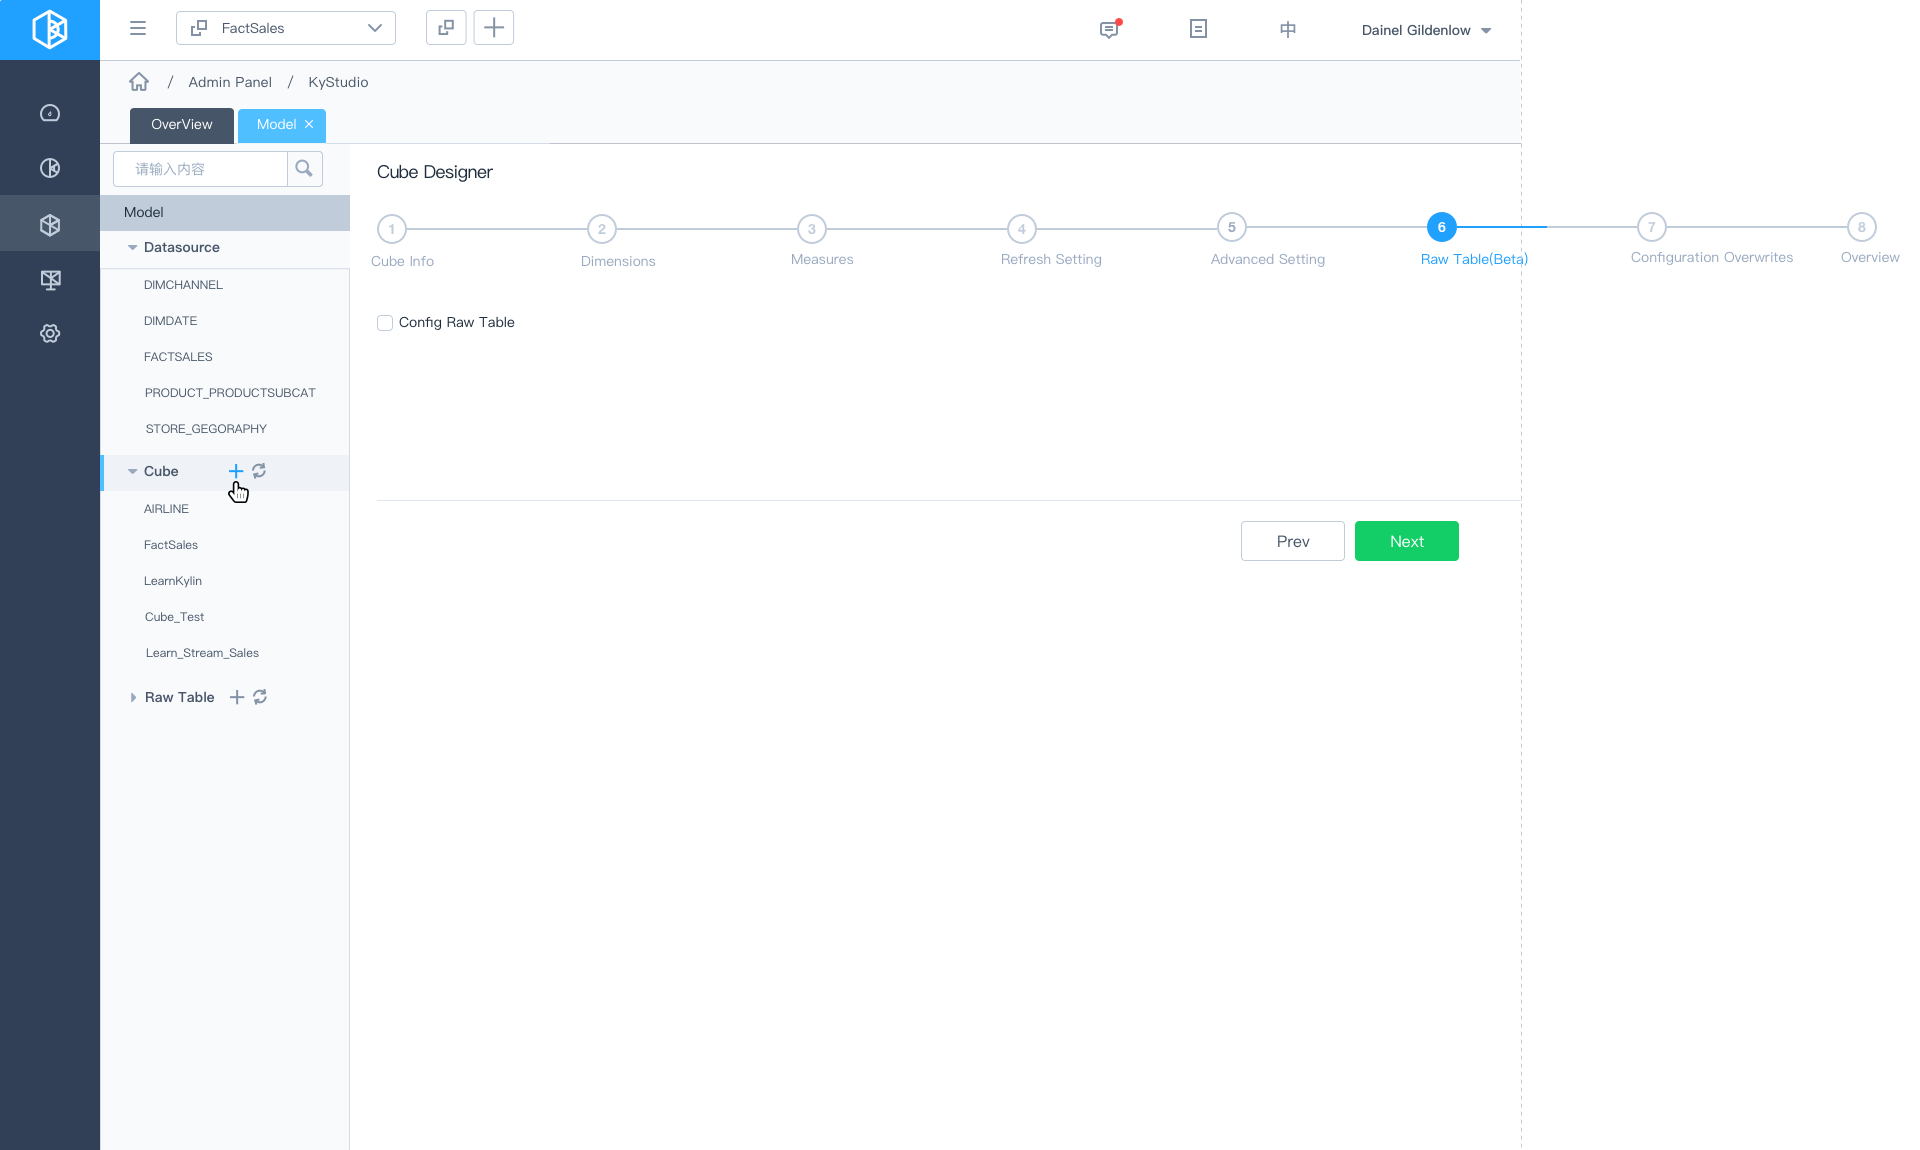 FactSales
中
Dainel Gildenlow
/ Admin Panel / KyStudio
OverView
Model ×
请输入内容
Model
Datasource
DIMCHANNEL
DIMDATE
FACTSALES
PRODUCT_PRODUCTSUBCAT
STORE_GEGORAPHY
Cube
AIRLINE
FactSales
LearnKylin
Cube_Test
Learn_Stream_Sales
Raw Table
Cube Designer
1 2 3 4 5 6 7 8
Cube Info Dimensions Measures Refresh Setting Advanced Setting Raw Table(Beta) Configuration Overwrites Overview
Config Raw Table
Prev
Next